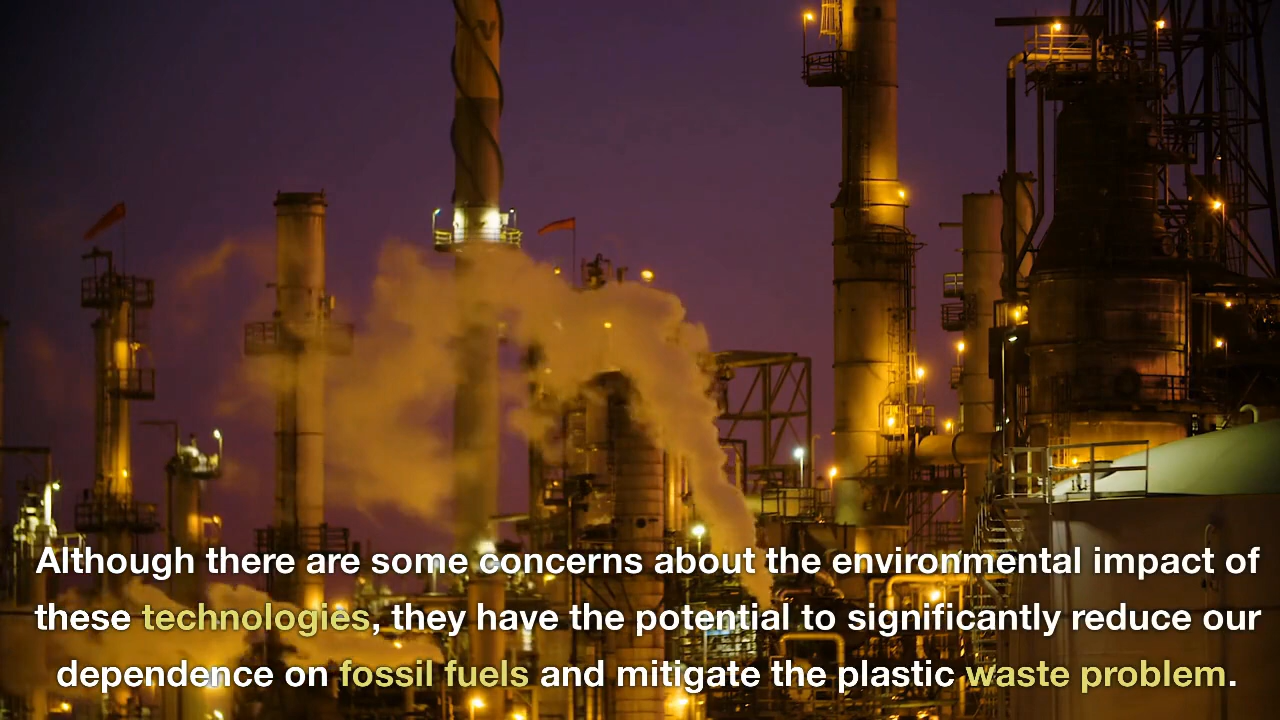 Although there are some concerns about the environmental impact of
these technologies, they have the potential to significantly reduce our
dependence on fossil fuels and mitigate the plastic waste problem.